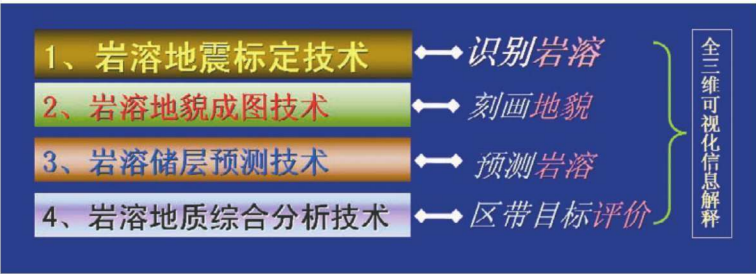 1、岩溶地震标定技术 识别岩溶
2、岩溶地貌成图技术 刻画地貌
3、岩溶储层预测技术 预测岩溶
4、岩溶地质综合分析技术 区带目标评价
全三维可视化信息解释